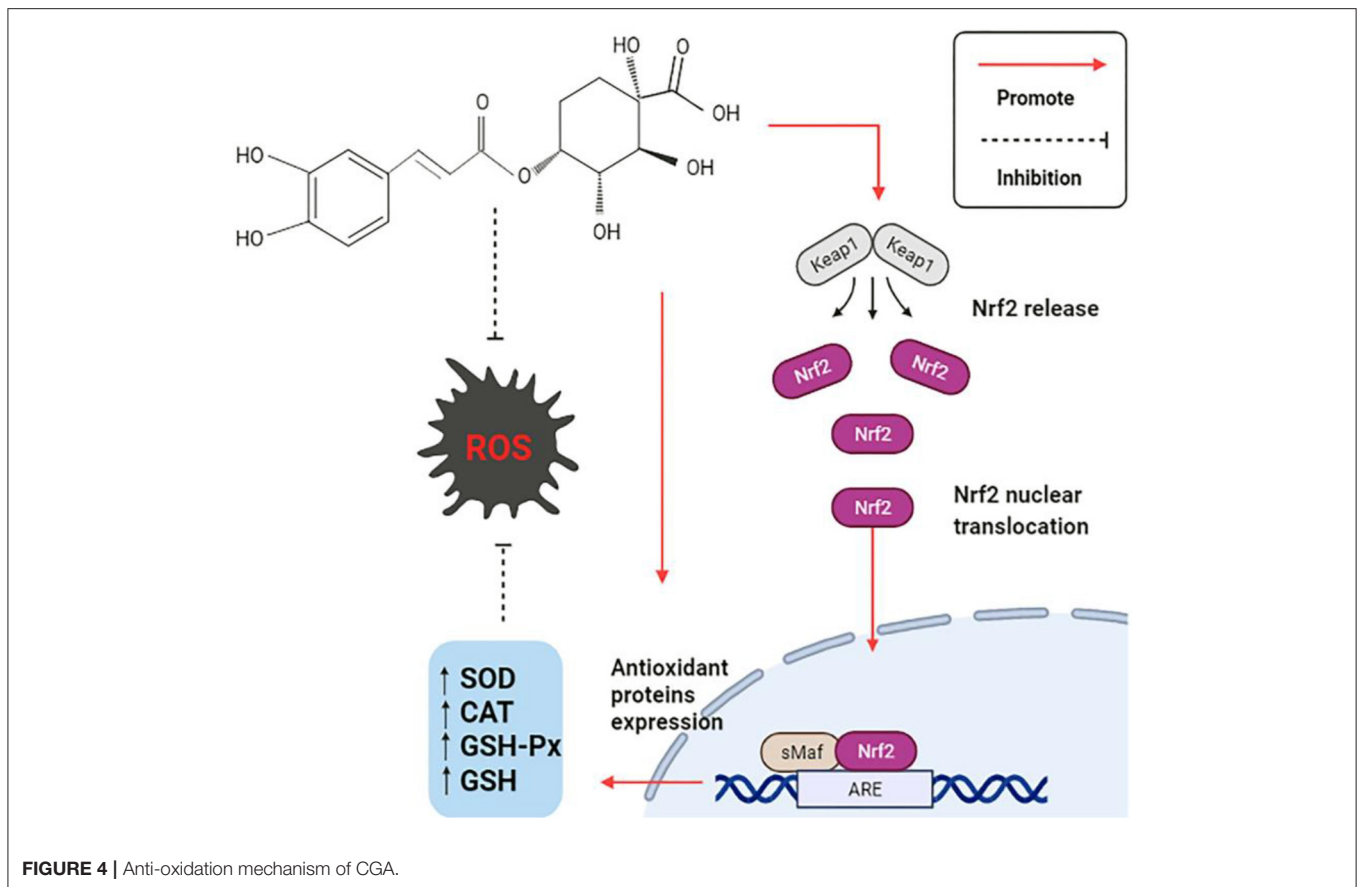 HO
O
OH
O
HO
O
OH
HO
OH
Promote
Inhibition
Keap1
Keap1
Nrf2 release
Nrf2
Nrf2
Nrf2
ROS
Nrf2
Nrf2 nuclear
translocation
↑ SOD
↑ CAT
↑ GSH-Px
↑ GSH
Antioxidant
proteins
expression
sMaf
Nrf2
ARE
FIGURE 4 | Anti-oxidation mechanism of CGA.